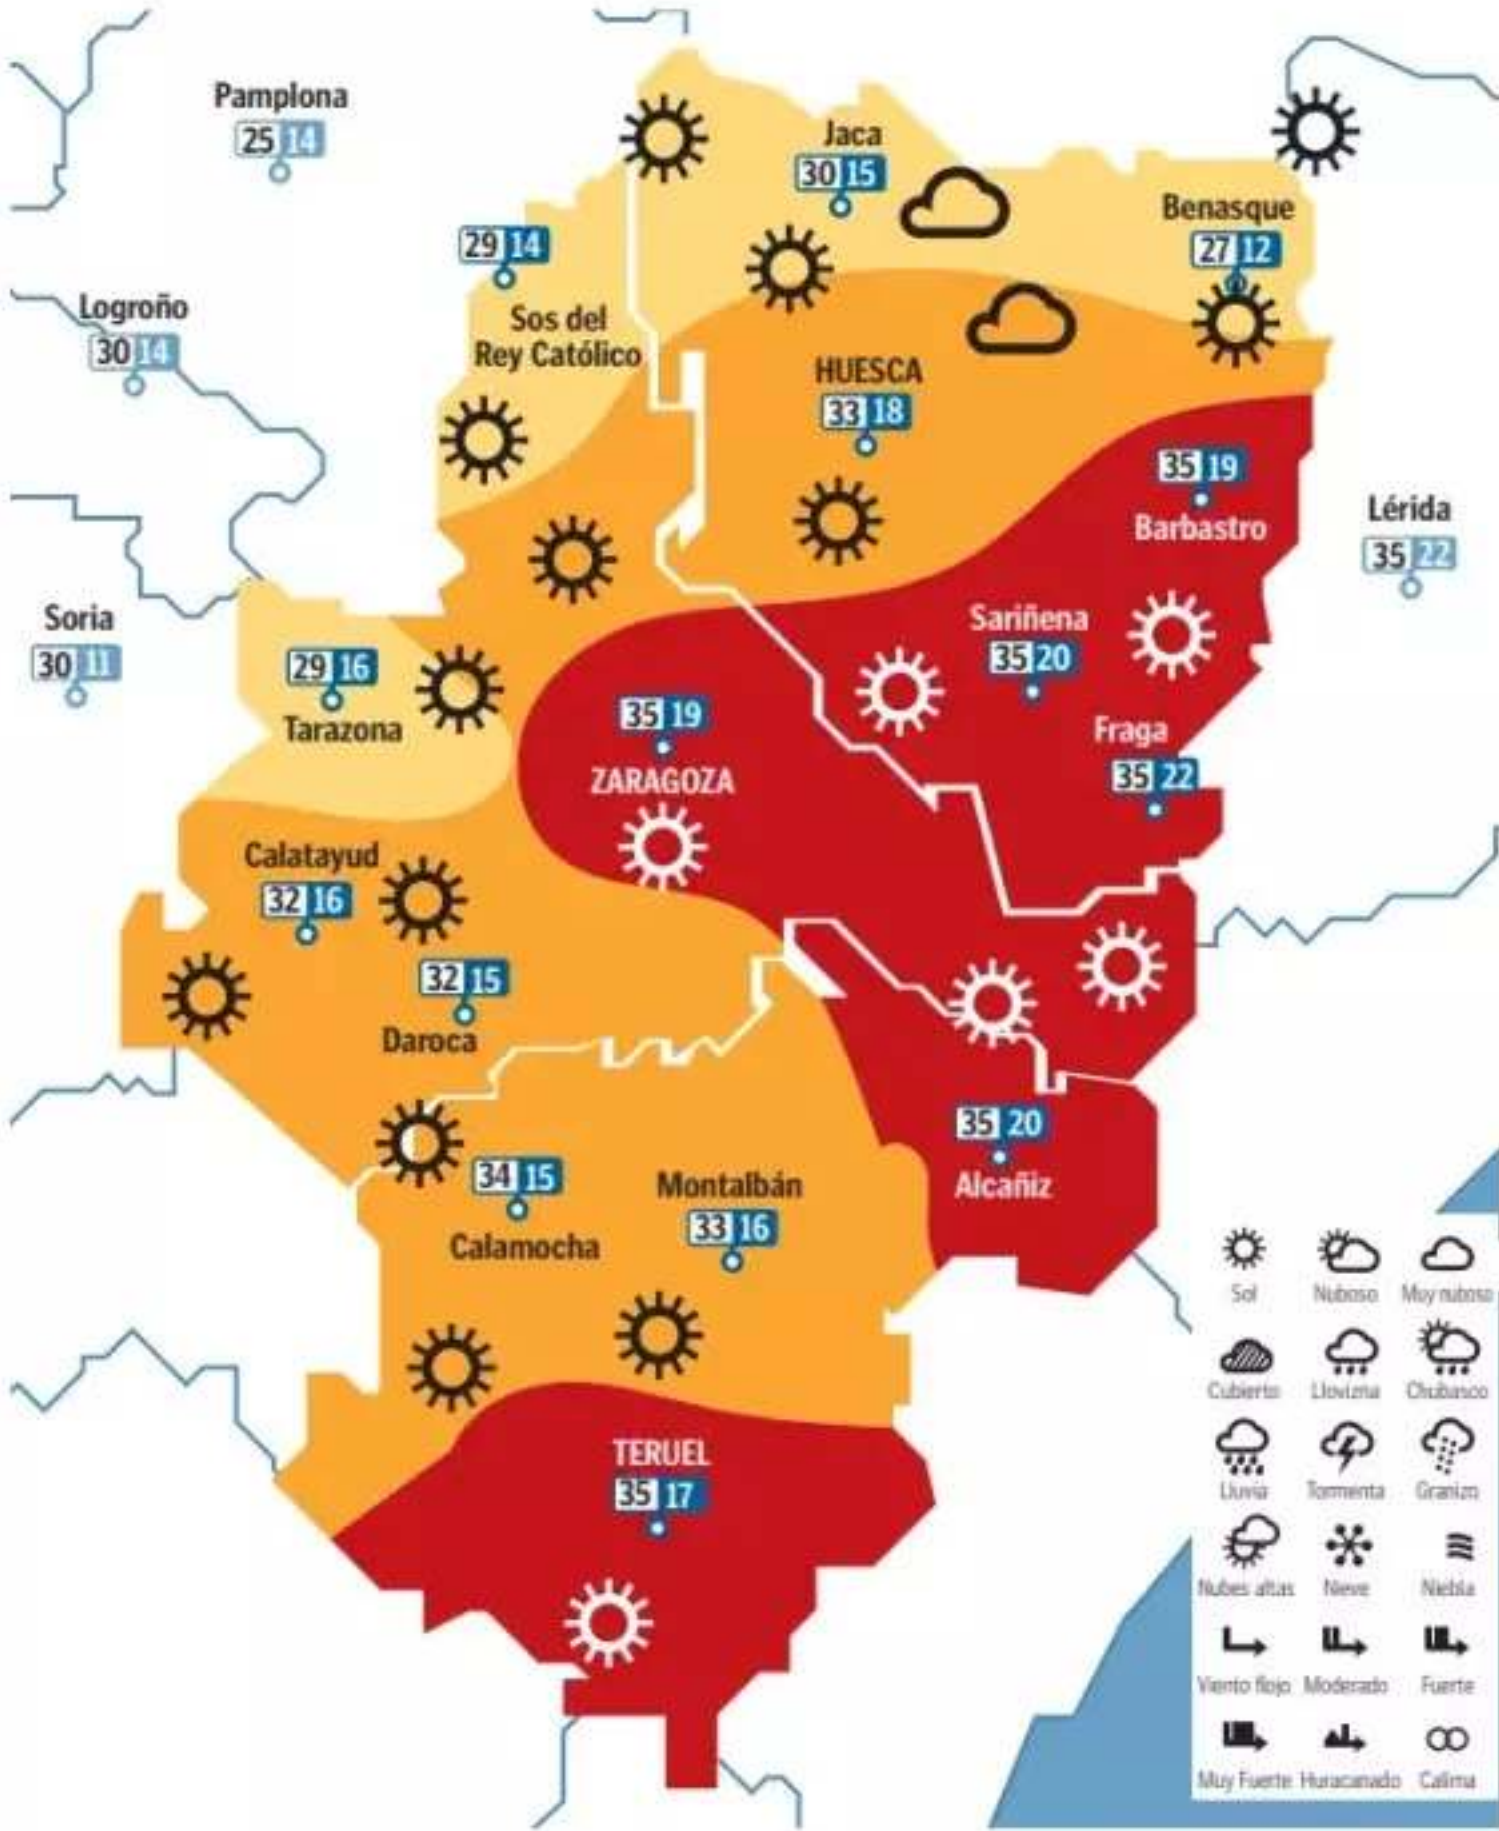 Pamplona
25 14
Jaca
30 15
Benasque
27 12
29 14
Sos del
Rey Católico
Logroño
30 14
HUESCA
33 18
35 19
Barbastro
Lérida
35 22
Soria
30 11
29 16
Tarazona
Sariñena
35 20
35 19
ZARAGOZA
Fraga
35 22
Calatayud
32 16
32 15
Daroca
35 20
Alcañiz
34 15
Calamocha
Montalbán
33 16
TERUEL
35 17
Sol Nuboso Muy nuboso
Cubierto Llovizna Chubasco
Lluvia Tormenta Granizo
Nubes altas Nieve Niebla
Viento flojo Moderado Fuerte
Muy Fuerte Huracanado Calima